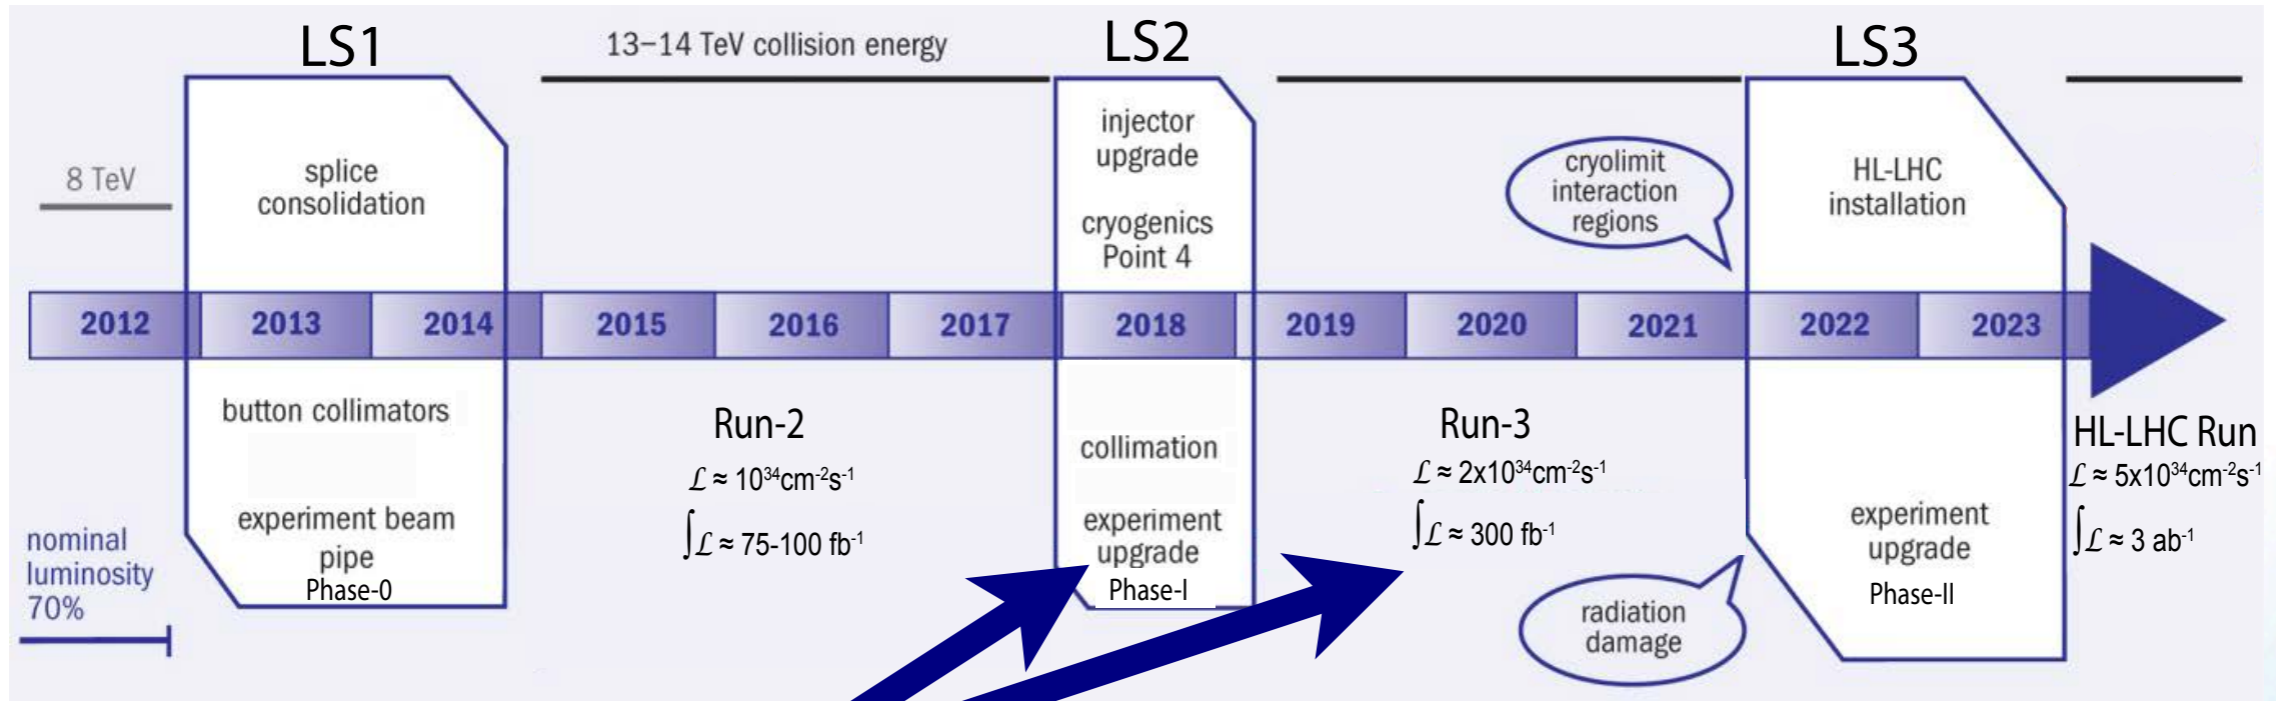 LS1
13–14 TeV collision energy
LS2
LS3
8 TeV
splice
consolidation
injector
upgrade
cryogenics
Point 4
cryolimit
interaction
regions
HL-LHC
installation
2012
2013
2014
2015
2016
2017
2018
2019
2020
2021
2022
2023
button collimators
experiment beam
pipe
Phase-0
nominal
luminosity
70%
Run-2
ℒ ≈ 10³⁴cm⁻²s⁻¹
∫ℒ ≈ 75-100 fb⁻¹
collimation
experiment
upgrade
Phase-I
Run-3
ℒ ≈ 2x10³⁴cm⁻²s⁻¹
∫ℒ ≈ 300 fb⁻¹
radiation
damage
experiment
upgrade
Phase-II
HL-LHC Run
ℒ ≈ 5x10³⁴cm⁻²s⁻¹
∫ℒ ≈ 3 ab⁻¹